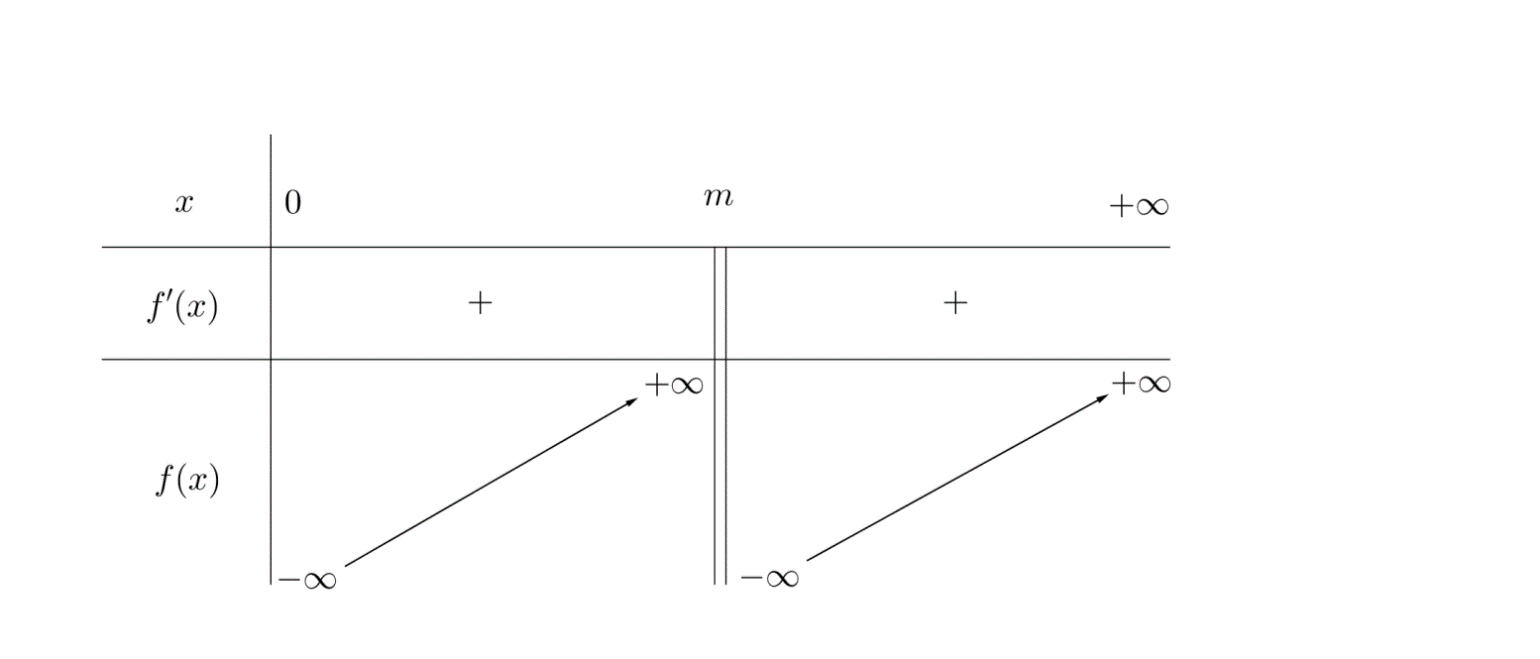 x 0 m +∞
f′(x) + +
+∞ +∞
f(x)
−∞ −∞